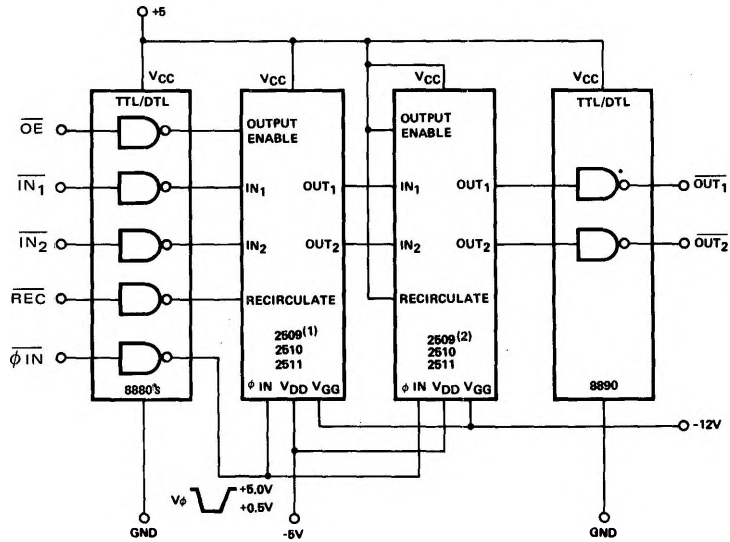 +5
VCC
TTL/DTL
VCC
VCC
VCC
TTL/DTL
OE
OUTPUT
ENABLE
OUTPUT
ENABLE
IN1
IN1
OUT1
IN1
OUT1
OUT1
IN2
IN2
OUT2
IN2
OUT2
OUT2
REC
RECIRCULATE
RECIRCULATE
φIN
2509(1)
2510
2511
2509(2)
2510
2511
8880's
φ IN VDD VGG
φ IN VDD VGG
8890
-12V
Vφ
+5.0V
+0.5V
GND
-5V
GND